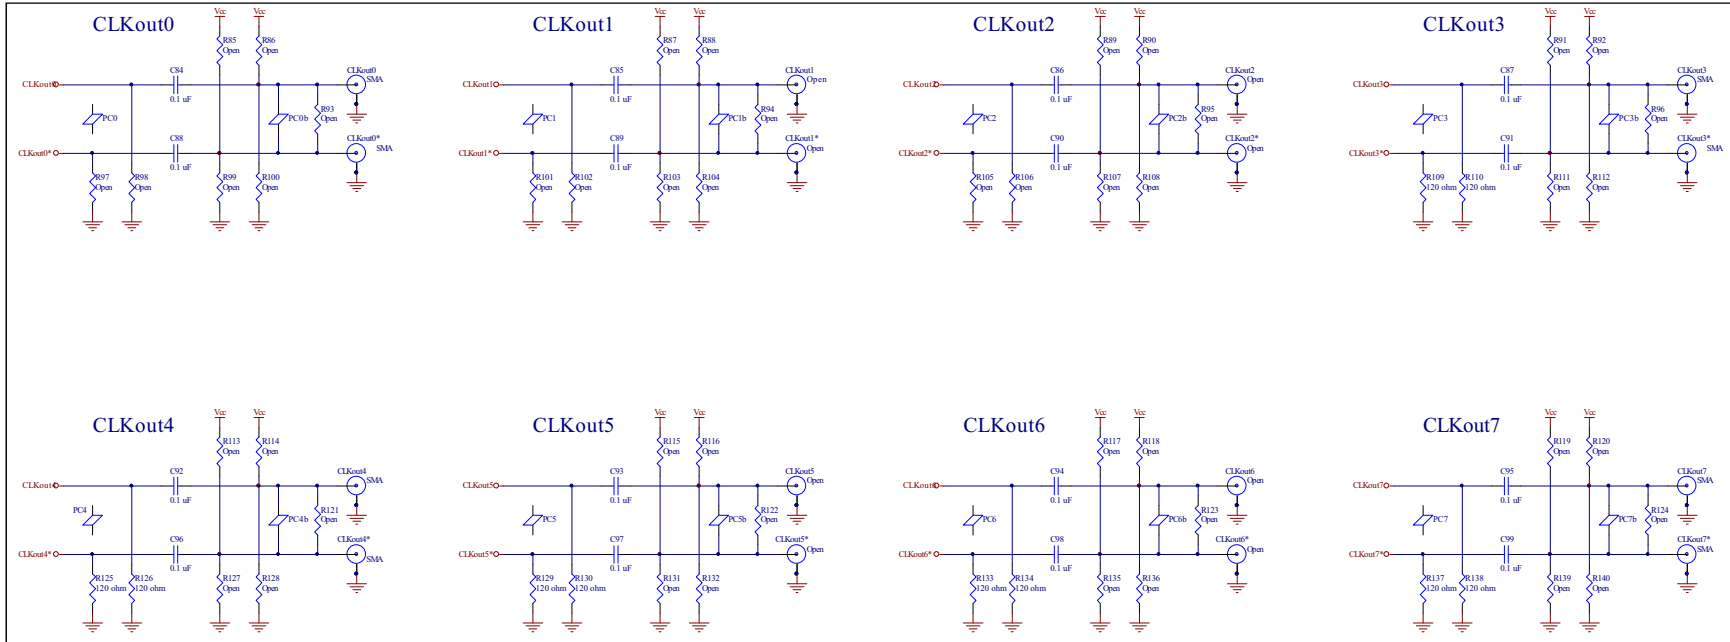 CLKout0
Vcc
Vcc
R85
Open
R86
Open
CLKout0
C84
0.1 uF
CLKout0
SMA
PC0
PC0b
R93
Open
CLKout0*
C88
0.1 uF
CLKout0*
SMA
R97
Open
R98
Open
R99
Open
R100
Open
CLKout1
Vcc
Vcc
R87
Open
R88
Open
CLKout1
C85
0.1 uF
CLKout1
Open
PC1
PC1b
R94
Open
CLKout1*
C89
0.1 uF
CLKout1*
Open
R101
Open
R102
Open
R103
Open
R104
Open
CLKout2
Vcc
Vcc
R89
Open
R90
Open
CLKout2
C86
0.1 uF
CLKout2
Open
PC2
PC2b
R95
Open
CLKout2*
C90
0.1 uF
CLKout2*
Open
R105
Open
R106
Open
R107
Open
R108
Open
CLKout3
Vcc
Vcc
R91
Open
R92
Open
CLKout3
C87
0.1 uF
CLKout3
SMA
PC3
PC3b
R96
Open
CLKout3*
C91
0.1 uF
CLKout3*
SMA
R109
120 ohm
R110
120 ohm
R111
Open
R112
Open
CLKout4
Vcc
Vcc
R113
Open
R114
Open
CLKout4
C92
0.1 uF
CLKout4
SMA
PC4
PC4b
R121
Open
CLKout4*
C96
0.1 uF
CLKout4*
SMA
R125
120 ohm
R126
120 ohm
R127
Open
R128
Open
CLKout5
Vcc
Vcc
R115
Open
R116
Open
CLKout5
C93
0.1 uF
CLKout5
Open
PC5
PC5b
R122
Open
CLKout5*
C97
0.1 uF
CLKout5*
Open
R129
120 ohm
R130
120 ohm
R131
Open
R132
Open
CLKout6
Vcc
Vcc
R117
Open
R118
Open
CLKout6
C94
0.1 uF
CLKout6
Open
PC6
PC6b
R123
Open
CLKout6*
C98
0.1 uF
CLKout6*
Open
R133
120 ohm
R134
120 ohm
R135
Open
R136
Open
CLKout7
Vcc
Vcc
R119
Open
R120
Open
CLKout7
C95
0.1 uF
CLKout7
SMA
PC7
PC7b
R124
Open
CLKout7*
C99
0.1 uF
CLKout7*
SMA
R137
120 ohm
R138
120 ohm
R139
Open
R140
Open